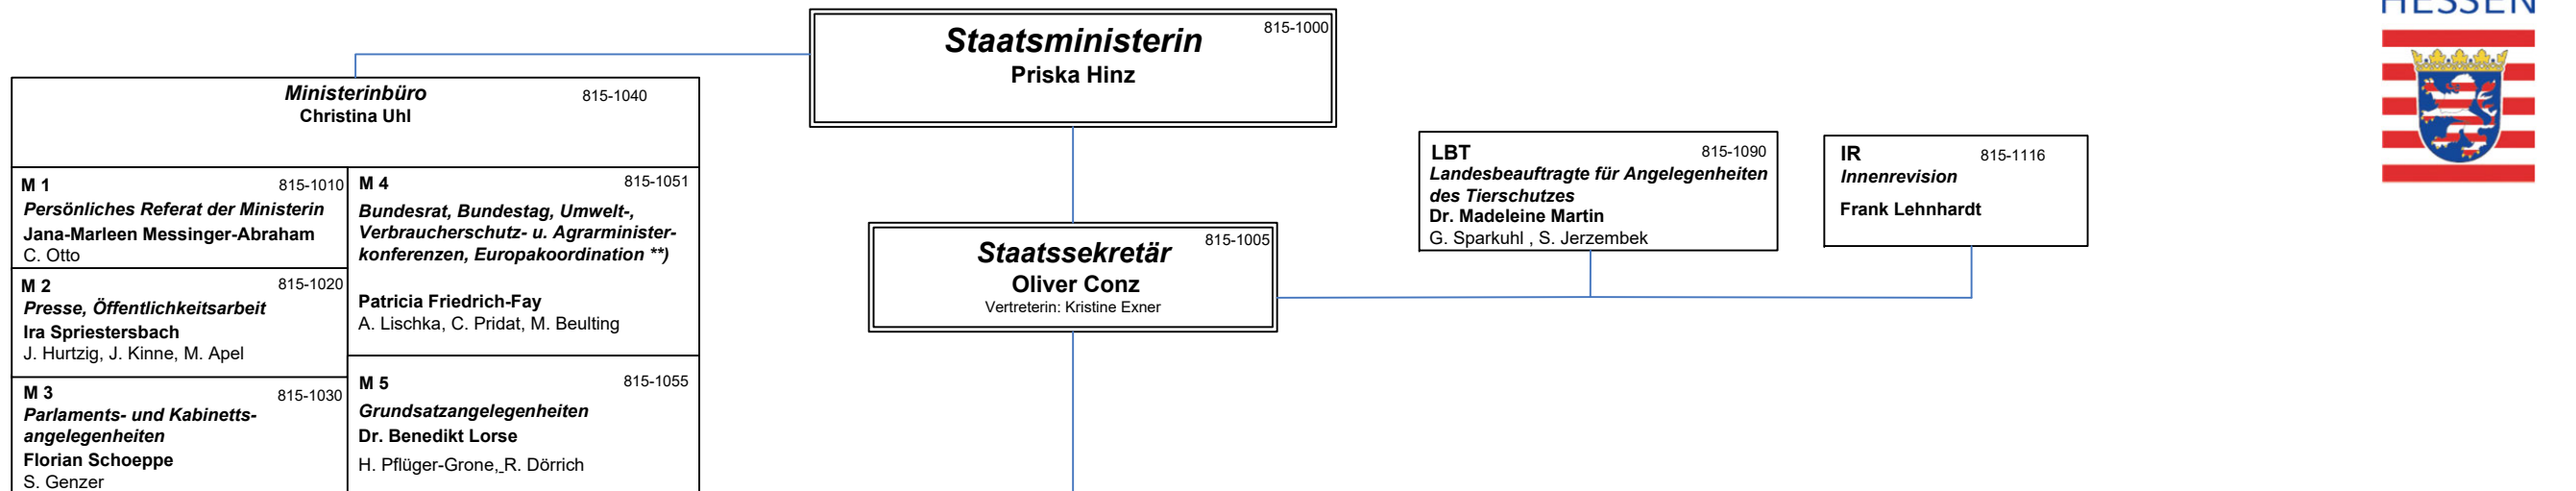 HESSEN
Staatsministerin 815-1000
Priska Hinz
Ministerinbüro 815-1040
Christina Uhl
M 1 815-1010
Persönliches Referat der Ministerin
Jana-Marleen Messinger-Abraham
C. Otto
M 2 815-1020
Presse, Öffentlichkeitsarbeit
Ira Spriestersbach
J. Hurtzig, J. Kinne, M. Apel
M 3 815-1030
Parlaments- und Kabinetts-
angelegenheiten
Florian Schoeppe
S. Genzer
M 4 815-1051
Bundesrat, Bundestag, Umwelt-,
Verbraucherschutz- u. Agrarminister-
konferenzen, Europakoordination **)
Patricia Friedrich-Fay
A. Lischka, C. Pridat, M. Beulting
M 5 815-1055
Grundsatzangelegenheiten
Dr. Benedikt Lorse
H. Pflüger-Grone, R. Dörrich
Staatssekretär 815-1005
Oliver Conz
Vertreterin: Kristine Exner
LBT 815-1090
Landesbeauftragte für Angelegenheiten
des Tierschutzes
Dr. Madeleine Martin
G. Sparkuhl , S. Jerzembek
IR 815-1116
Innenrevision
Frank Lehnhardt